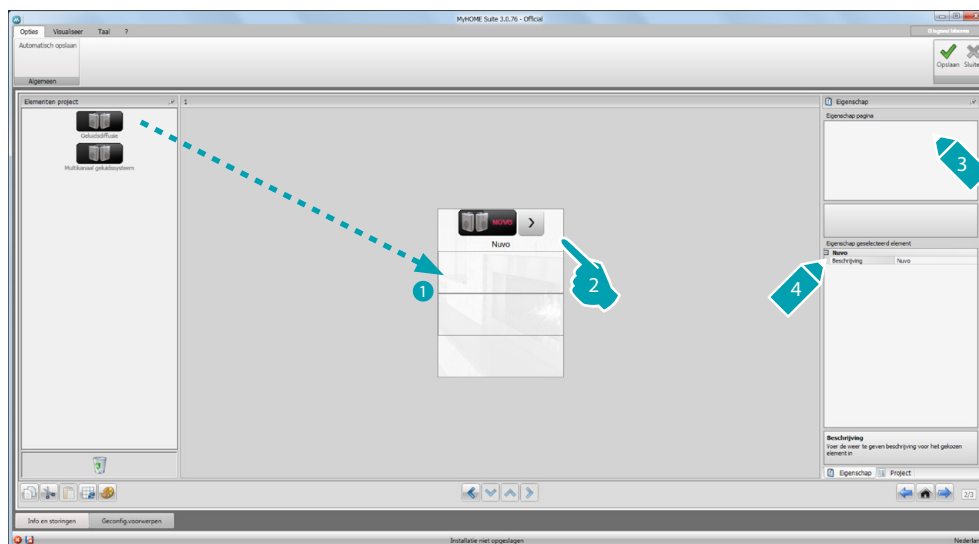 MyHOME Suite 3.0.76 - Official
Opties Visualiseer Taal ?
Automatisch opslaan
Opslaan Sluite
Algemeen
Elementen project
1
Eigenschap
Geluidsdiffusie
Eigenschap pagina
Multikanaal geluidssysteem
3
NUVO
Nuvo
1
2
Eigenschap geselecteerd element
Nuvo
Beschrijving Nuvo
4
Beschrijving
Voer de weer te geven beschrijving voor het gekozen
element in
Eigenschap Project
2/3
Info en storingen Geconfig.voorwerpen
Installatie niet opgeslagen
Nederlan